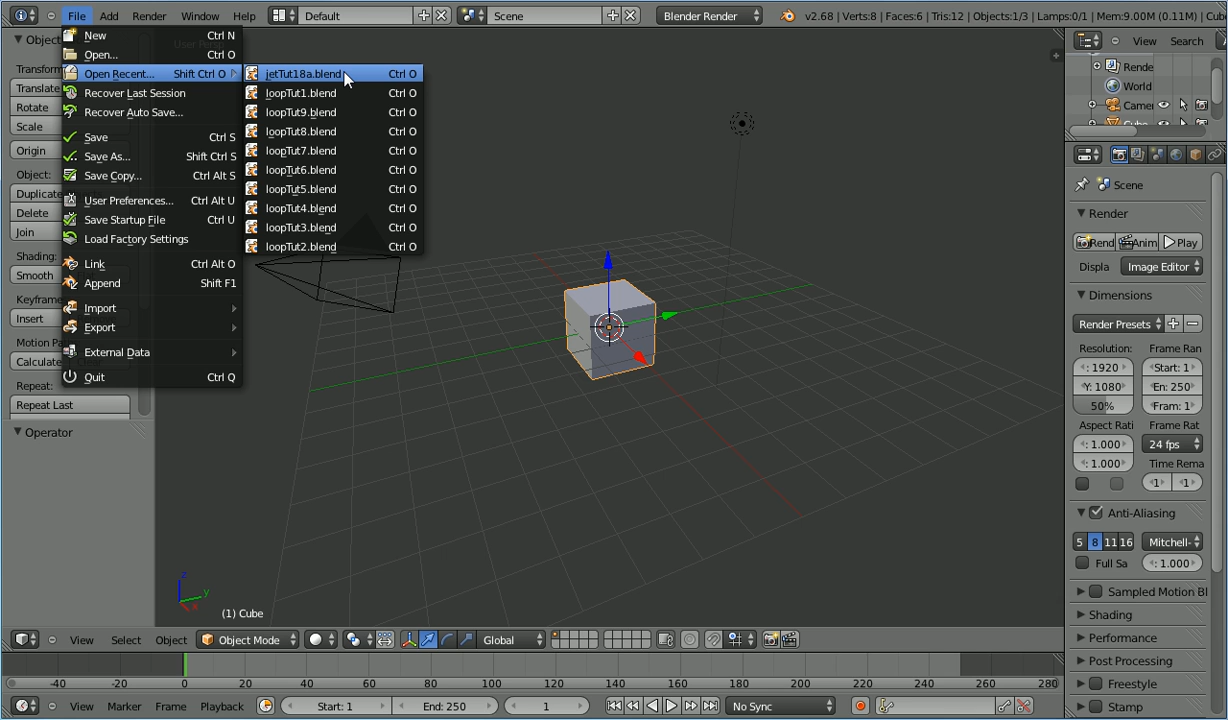 File Add Render Window Help Default Scene Blender Render v2.68 | Verts:8 | Faces:6 | Tris:12 | Objects:1/3 | Lamps:0/1 | Mem:9.00M (0.11M) | Cub
New Ctrl N
Open... Ctrl O
Open Recent... Shift Ctrl O
Recover Last Session
Recover Auto Save...
Save Ctrl S
Save As... Shift Ctrl S
Save Copy... Ctrl Alt S
User Preferences... Ctrl Alt U
Save Startup File Ctrl U
Load Factory Settings
Link Ctrl Alt O
Append Shift F1
Import
Export
External Data
Quit Ctrl Q
jetTut18a.blend Ctrl O
loopTut1.blend Ctrl O
loopTut9.blend Ctrl O
loopTut8.blend Ctrl O
loopTut7.blend Ctrl O
loopTut6.blend Ctrl O
loopTut5.blend Ctrl O
loopTut4.blend Ctrl O
loopTut3.blend Ctrl O
loopTut2.blend Ctrl O
Object
Transform
Translate
Rotate
Scale
Origin
Object:
Duplicate
Delete
Join
Shading:
Smooth
Keyframe
Insert
Motion Pa
Calculate
Repeat:
Repeat Last
Operator
z
y
x
(1) Cube
View Select Object Object Mode Global
-40 -20 0 20 40 60 80 100 120 140 160 180 200 220 240 260 280
View Marker Frame Playback Start: 1 End: 250 1 No Sync
View Search
Rende
World
Came
Cube
Scene
Render
Rend Anim Play
Displa Image Editor
Dimensions
Render Presets
Resolution: Frame Ran
: 1920 Start: 1
Y: 1080 En: 250
50% Fram: 1
Aspect Rati Frame Rat
: 1.000 24 fps
: 1.000 Time Rema
1 1
Anti-Aliasing
5 8 11 16 Mitchell-
Full Sa : 1.000
Sampled Motion Bl
Shading
Performance
Post Processing
Freestyle
Stamp